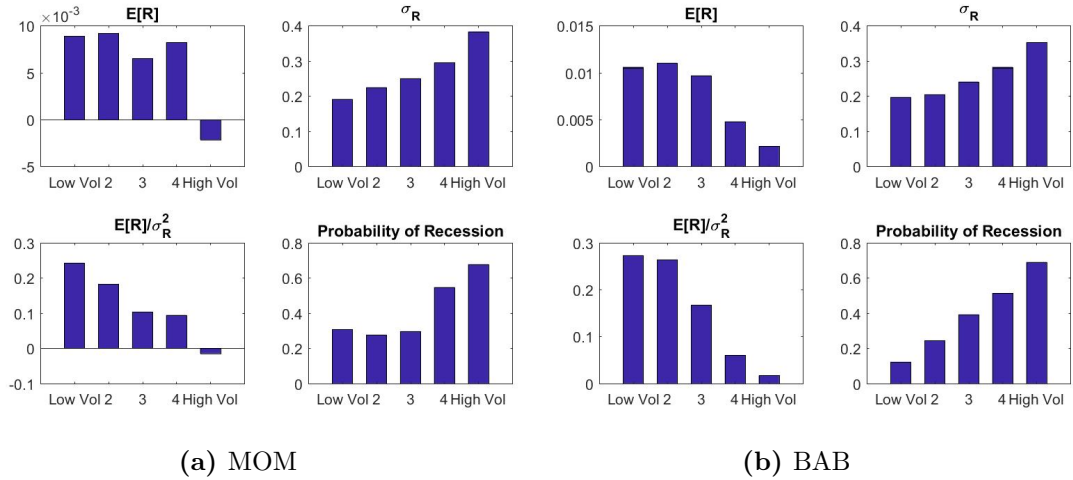 ×10⁻³ E[R]
10
5
0
-5
Low Vol 2 3 4 High Vol
σ_R
0.4
0.3
0.2
0.1
0
Low Vol 2 3 4 High Vol
E[R]/σ²_R
0.3
0.2
0.1
0
-0.1
Low Vol 2 3 4 High Vol
Probability of Recession
0.8
0.6
0.4
0.2
0
Low Vol 2 3 4 High Vol
(a) MOM
E[R]
0.015
0.01
0.005
0
Low Vol 2 3 4 High Vol
σ_R
0.4
0.3
0.2
0.1
0
Low Vol 2 3 4 High Vol
E[R]/σ²_R
0.3
0.2
0.1
0
Low Vol 2 3 4 High Vol
Probability of Recession
0.8
0.6
0.4
0.2
0
Low Vol 2 3 4 High Vol
(b) BAB